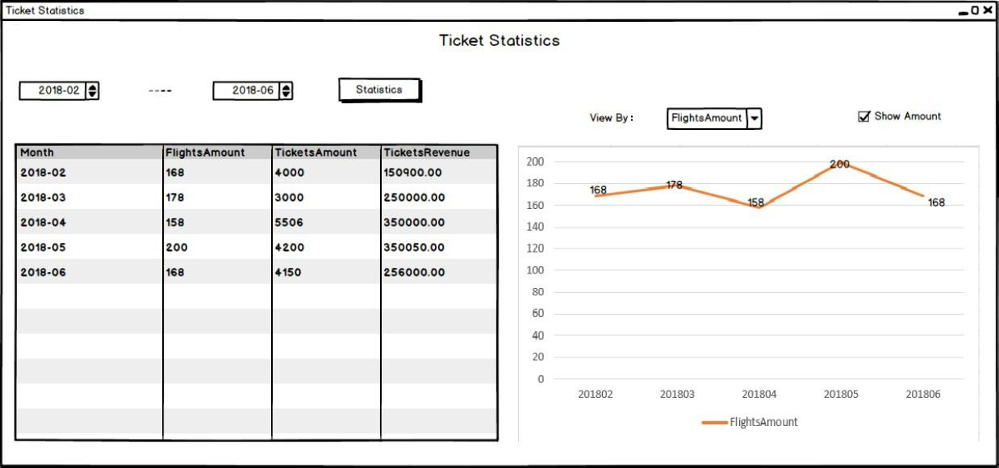 Ticket Statistics
Ticket Statistics
2018-02 ---- 2018-06 Statistics
View By: FlightsAmount Show Amount
Month FlightsAmount TicketsAmount TicketsRevenue
2018-02 168 4000 150900.00
2018-03 178 3000 250000.00
2018-04 158 5506 350000.00
2018-05 200 4200 350050.00
2018-06 168 4150 256000.00
200
180
160
140
120
100
80
60
40
20
0
168 178 158 200 168
201802 201803 201804 201805 201806
FlightsAmount